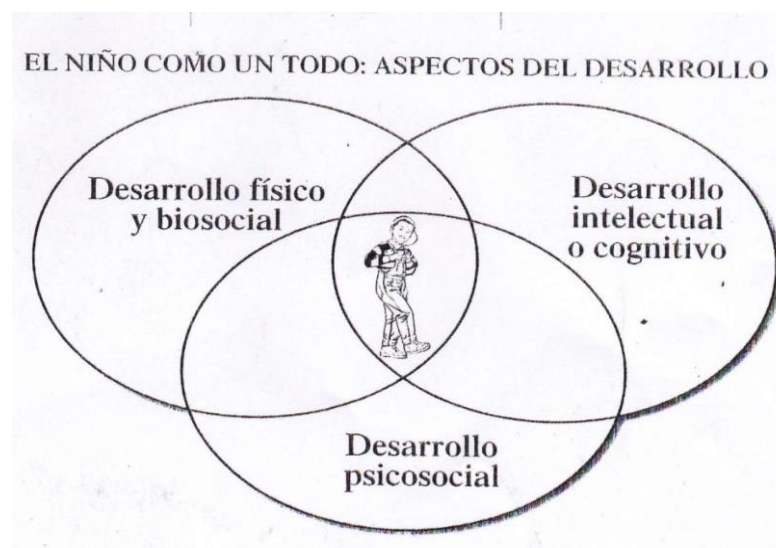 EL NIÑO COMO UN TODO: ASPECTOS DEL DESARROLLO
Desarrollo físico
y biosocial
Desarrollo
intelectual
o cognitivo
Desarrollo
psicosocial